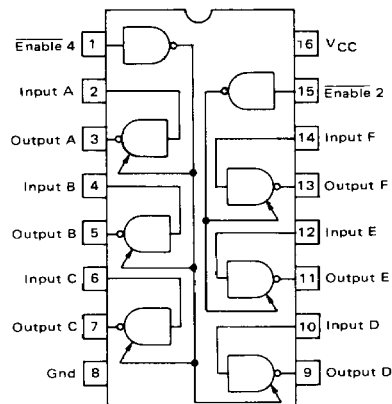 Enable 4 1
Input A 2
Output A 3
Input B 4
Output B 5
Input C 6
Output C 7
Gnd 8
16 VCC
15 Enable 2
14 Input F
13 Output F
12 Input E
11 Output E
10 Input D
9 Output D